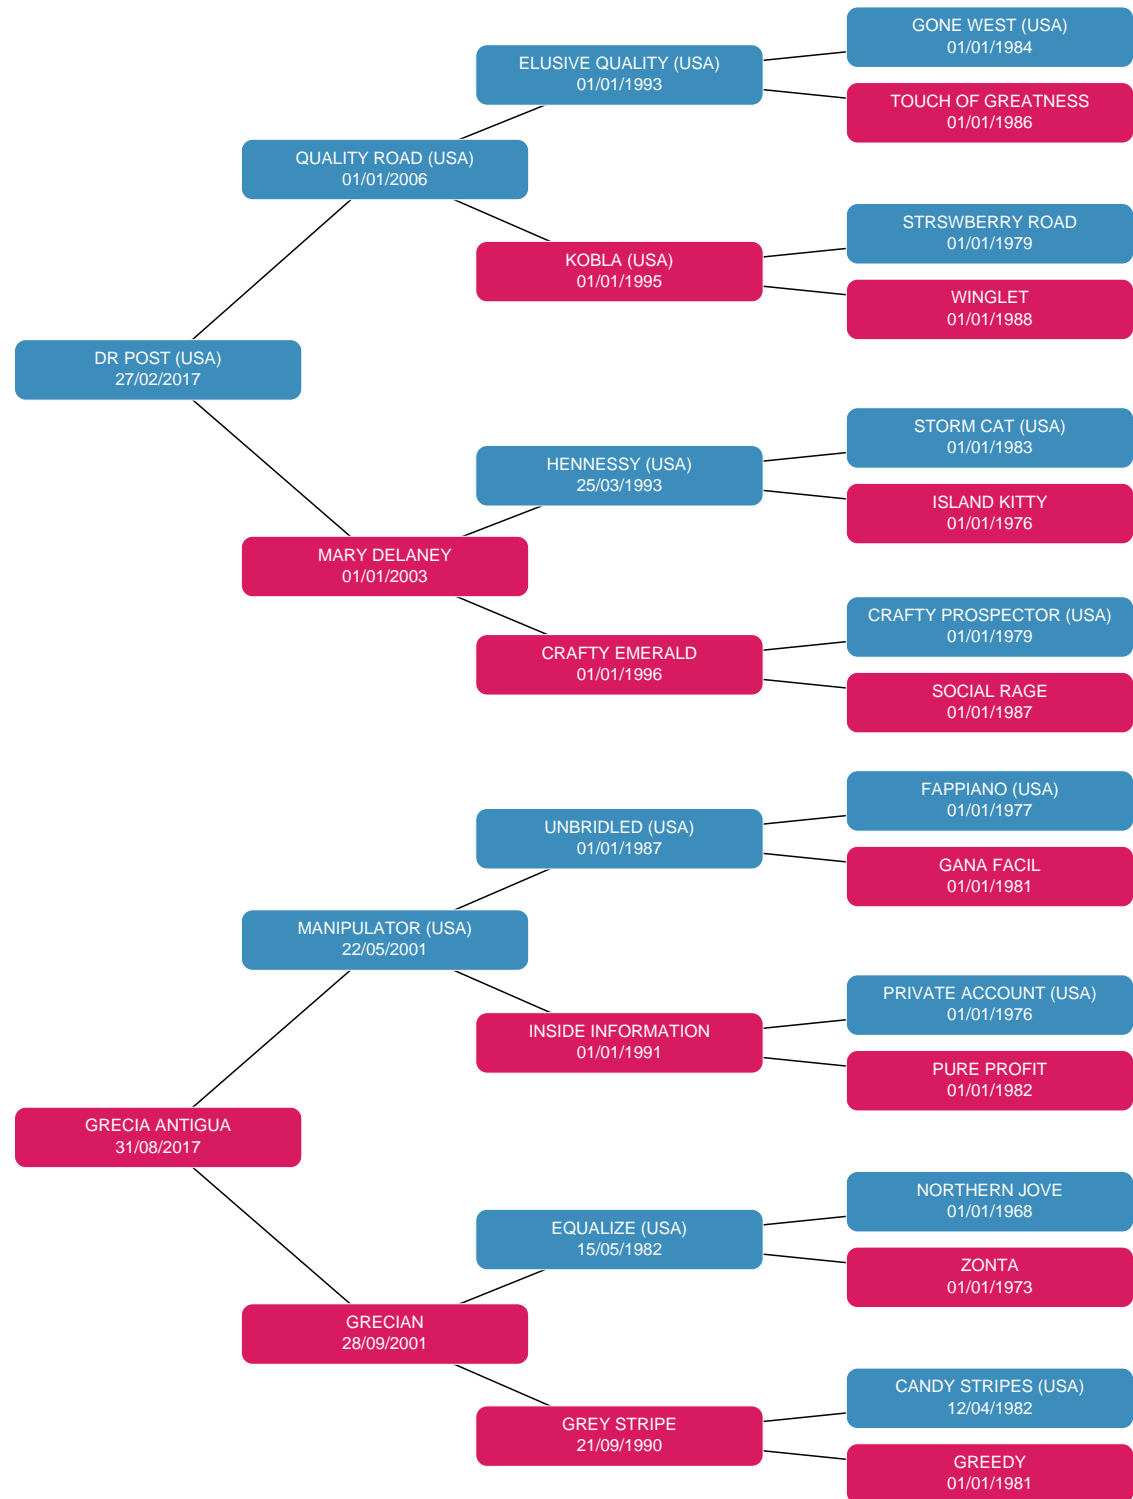 GONE WEST (USA)
01/01/1984
ELUSIVE QUALITY (USA)
01/01/1993
TOUCH OF GREATNESS
01/01/1986
QUALITY ROAD (USA)
01/01/2006
STRSWBERRY ROAD
01/01/1979
KOBLA (USA)
01/01/1995
WINGLET
01/01/1988
DR POST (USA)
27/02/2017
STORM CAT (USA)
01/01/1983
HENNESSY (USA)
25/03/1993
ISLAND KITTY
01/01/1976
MARY DELANEY
01/01/2003
CRAFTY PROSPECTOR (USA)
01/01/1979
CRAFTY EMERALD
01/01/1996
SOCIAL RAGE
01/01/1987
FAPPIANO (USA)
01/01/1977
UNBRIDLED (USA)
01/01/1987
GANA FACIL
01/01/1981
MANIPULATOR (USA)
22/05/2001
PRIVATE ACCOUNT (USA)
01/01/1976
INSIDE INFORMATION
01/01/1991
PURE PROFIT
01/01/1982
GRECIA ANTIGUA
31/08/2017
NORTHERN JOVE
01/01/1968
EQUALIZE (USA)
15/05/1982
ZONTA
01/01/1973
GRECIAN
28/09/2001
CANDY STRIPES (USA)
12/04/1982
GREY STRIPE
21/09/1990
GREEDY
01/01/1981